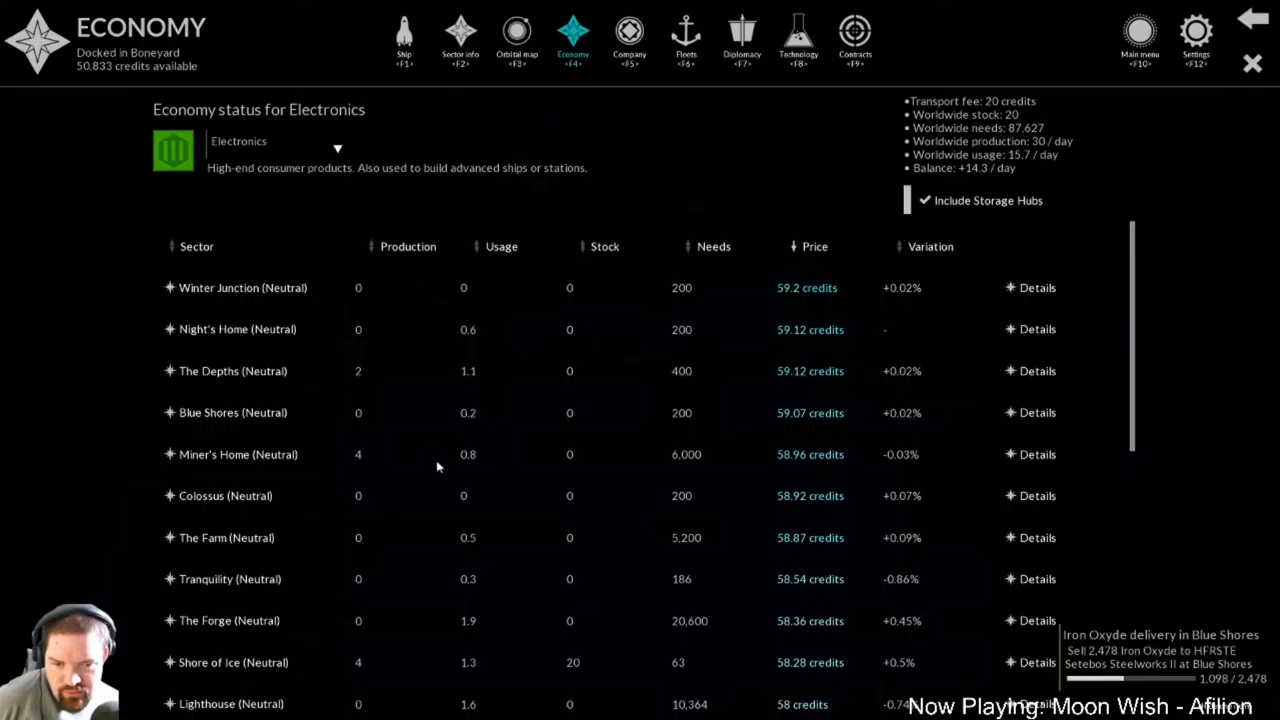 ECONOMY
Docked in Boneyard
50,833 credits available
Ship
<F1>
Sector info
<F2>
Orbital map
<F3>
Economy
<F4>
Company
<F5>
Fleets
<F6>
Diplomacy
<F7>
Technology
<F8>
Contracts
<F9>
Main menu
<F10>
Settings
<F12>
Economy status for Electronics
Electronics
High-end consumer products. Also used to build advanced ships or stations.
•Transport fee: 20 credits
• Worldwide stock: 20
• Worldwide needs: 87,627
• Worldwide production: 30 / day
• Worldwide usage: 15.7 / day
• Balance: +14.3 / day
Include Storage Hubs
Sector Production Usage Stock Needs Price Variation
Winter Junction (Neutral) 0 0 0 200 59.2 credits +0.02% Details
Night's Home (Neutral) 0 0.6 0 200 59.12 credits - Details
The Depths (Neutral) 2 1.1 0 400 59.12 credits +0.02% Details
Blue Shores (Neutral) 0 0.2 0 200 59.07 credits +0.02% Details
Miner's Home (Neutral) 4 0.8 0 6,000 58.96 credits -0.03% Details
Colossus (Neutral) 0 0 0 200 58.92 credits +0.07% Details
The Farm (Neutral) 0 0.5 0 5,200 58.87 credits +0.09% Details
Tranquility (Neutral) 0 0.3 0 186 58.54 credits -0.86% Details
The Forge (Neutral) 0 1.9 0 20,600 58.36 credits +0.45% Details
Shore of Ice (Neutral) 4 1.3 20 63 58.28 credits +0.5% Details
Lighthouse (Neutral) 0 1.6 0 10,364 58 credits
Iron Oxyde delivery in Blue Shores
Sell 2,478 Iron Oxyde to HFRSTE
Setebos Steelworks II at Blue Shores
1,098 / 2,478
Now Playing: Moon Wish - Afilion